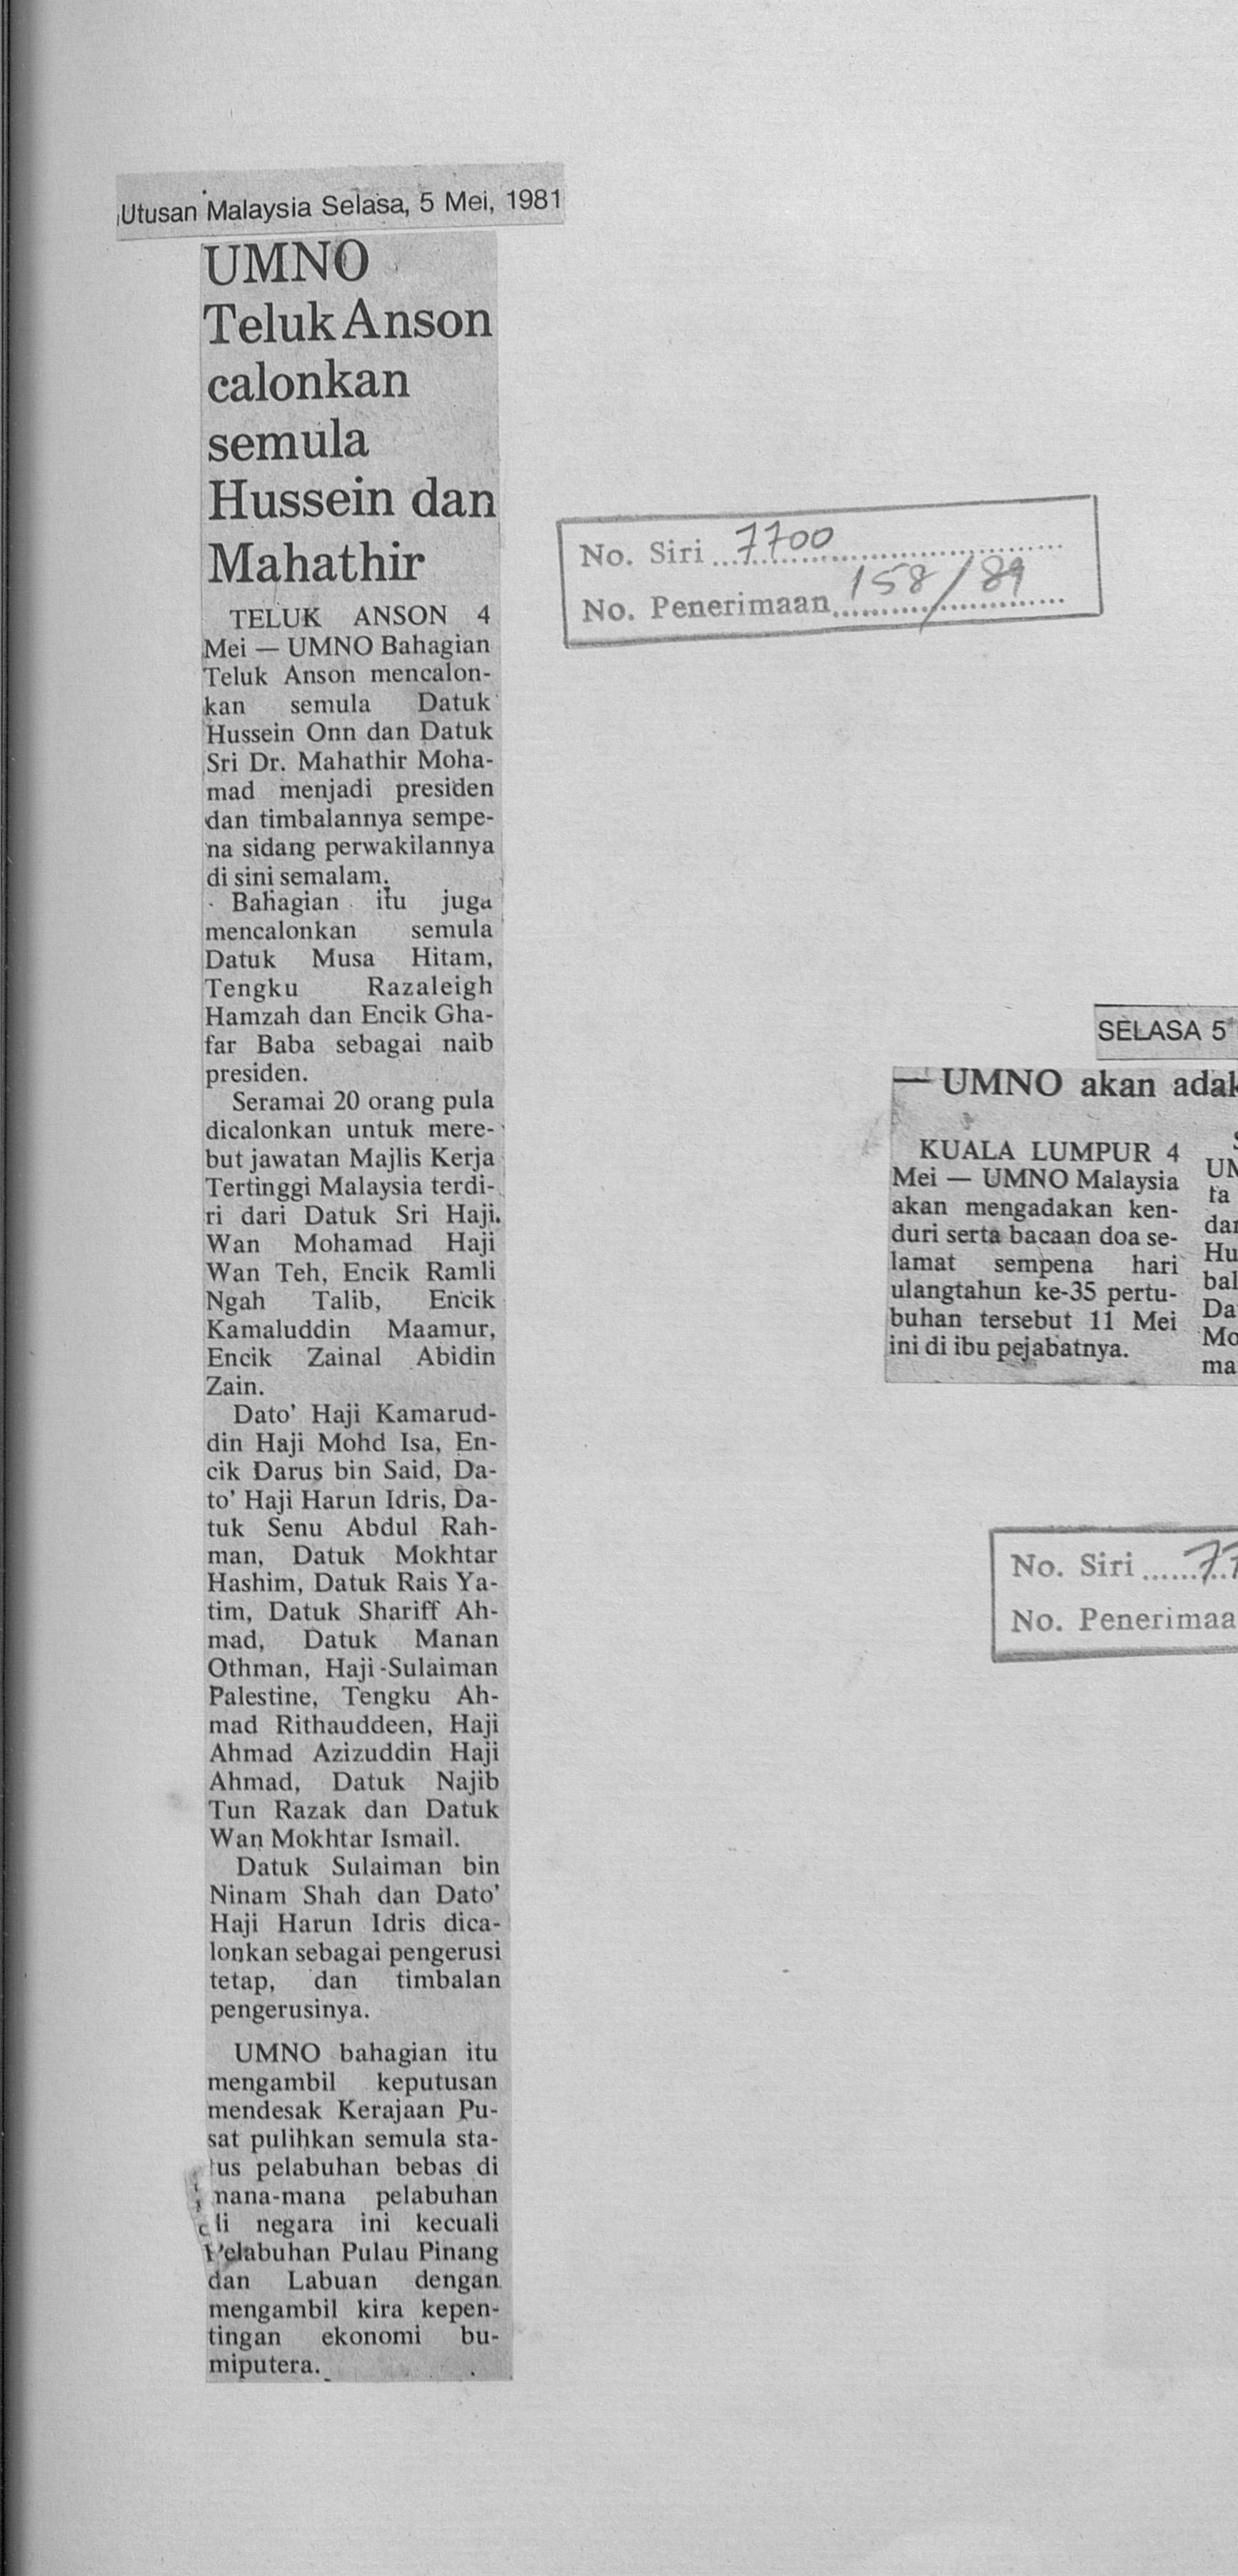 Utusan Malaysia Selasa, 5 Mei, 1981
UMNO
Teluk Anson
calonkan
semula
Hussein dan
Mahathir
TELUK ANSON 4
Mei — UMNO Bahagian
Teluk Anson mencalon-
kan semula Datuk
Hussein Onn dan Datuk
Sri Dr. Mahathir Moha-
mad menjadi presiden
dan timbalannya sempe-
na sidang perwakilannya
di sini semalam.
Bahagian itu juga
mencalonkan semula
Datuk Musa Hitam,
Tengku Razaleigh
Hamzah dan Encik Gha-
far Baba sebagai naib
presiden.
Seramai 20 orang pula
dicalonkan untuk mere-
but jawatan Majlis Kerja
Tertinggi Malaysia terdi-
ri dari Datuk Sri Haji.
Wan Mohamad Haji
Wan Teh, Encik Ramli
Ngah Talib, Encik
Kamaluddin Maamur,
Encik Zainal Abidin
Zain.
Dato' Haji Kamarud-
din Haji Mohd Isa, En-
cik Darus bin Said, Da-
to' Haji Harun Idris, Da-
tuk Senu Abdul Rah-
man, Datuk Mokhtar
Hashim, Datuk Rais Ya-
tim, Datuk Shariff Ah-
mad, Datuk Manan
Othman, Haji-Sulaiman
Palestine, Tengku Ah-
mad Rithauddeen, Haji
Ahmad Azizuddin Haji
Ahmad, Datuk Najib
Tun Razak dan Datuk
Wan Mokhtar Ismail.
Datuk Sulaiman bin
Ninam Shah dan Dato'
Haji Harun Idris dica-
lonkan sebagai pengerusi
tetap, dan timbalan
pengerusinya.
UMNO bahagian itu
mengambil keputusan
mendesak Kerajaan Pu-
sat pulihkan semula sta-
tus pelabuhan bebas di
mana-mana pelabuhan
di negara ini kecuali
Pelabuhan Pulau Pinang
dan Labuan dengan
mengambil kira kepen-
tingan ekonomi bu-
miputera.
No. Siri 7700
No. Penerimaan 158/89
SELASA 5
— UMNO akan adak
KUALA LUMPUR 4
Mei — UMNO Malaysia
akan mengadakan ken-
duri serta bacaan doa se-
lamat sempena hari
ulangtahun ke-35 pertu-
buhan tersebut 11 Mei
ini di ibu pejabatnya.
ta
dan
Hu
bal
Da
Mo
ma
No. Siri 77
No. Penerimaa